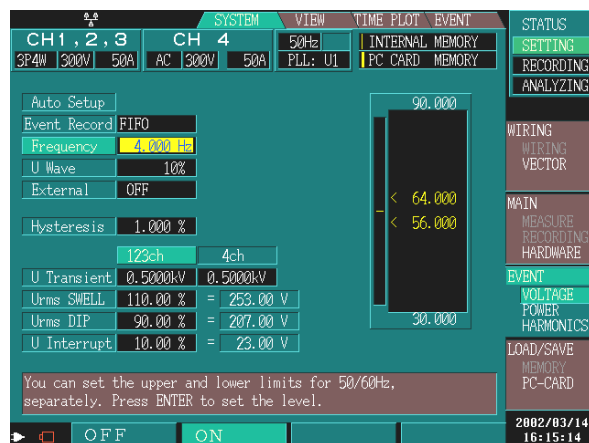 SYSTEM VIEW TIME PLOT EVENT
CH1,2,3 CH 4 50Hz INTERNAL MEMORY
3P4W 300V 50A AC 300V 50A PLL: U1 PC CARD MEMORY
STATUS
SETTING
RECORDING
ANALYZING
Auto Setup
Event Record FIFO
Frequency 4.000 Hz
U Wave 10%
External OFF
Hysteresis 1.000 %
123ch 4ch
U Transient 0.5000kV 0.5000kV
Urms SWELL 110.00 % = 253.00 V
Urms DIP 90.00 % = 207.00 V
U Interrupt 10.00 % = 23.00 V
90.000
< 64.000
< 56.000
30.000
WIRING
WIRING
VECTOR
MAIN
MEASURE
RECORDING
HARDWARE
EVENT
VOLTAGE
POWER
HARMONICS
LOAD/SAVE
MEMORY
PC-CARD
You can set the upper and lower limits for 50/60Hz,
separately. Press ENTER to set the level.
OFF ON
2002/03/14
16:15:14